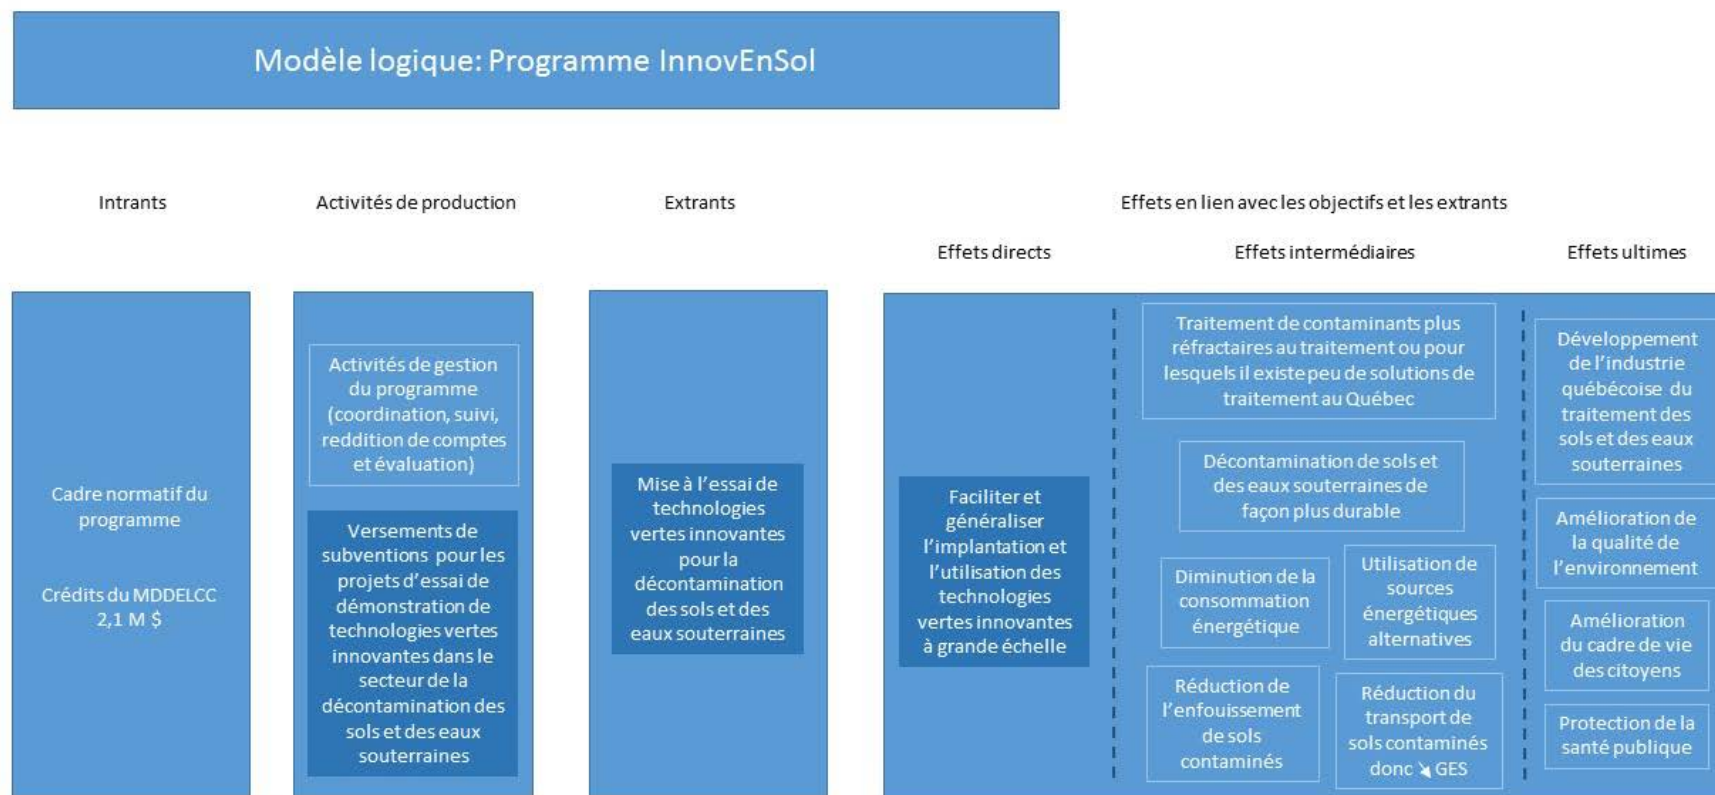 Modèle logique: Programme InnovEnSol
Intrants
Activités de production
Extrants
Effets en lien avec les objectifs et les extrants
Effets directs
Effets intermédiaires
Effets ultimes
Cadre normatif du
programme
Crédits du MDDELCC
2,1 M $
Activités de gestion
du programme
(coordination, suivi,
reddition de comptes
et évaluation)
Versements de
subventions pour les
projets d'essai de
démonstration de
technologies vertes
innovantes dans le
secteur de la
décontamination des
sols et des eaux
souterraines
Mise à l'essai de
technologies
vertes innovantes
pour la
décontamination
des sols et des
eaux souterraines
Faciliter et
généraliser
l'implantation et
l'utilisation des
technologies
vertes innovantes
à grande échelle
Traitement de contaminants plus
réfractaires au traitement ou pour
lesquels il existe peu de solutions de
traitement au Québec
Décontamination de sols et
des eaux souterraines de
façon plus durable
Diminution de la
consommation
énergétique
Utilisation de
sources
énergétiques
alternatives
Réduction de
l'enfouissement
de sols
contaminés
Réduction du
transport de
sols contaminés
donc ↘ GES
Développement
de l'industrie
québécoise du
traitement des
sols et des eaux
souterraines
Amélioration de
la qualité de
l'environnement
Amélioration
du cadre de vie
des citoyens
Protection de la
santé publique